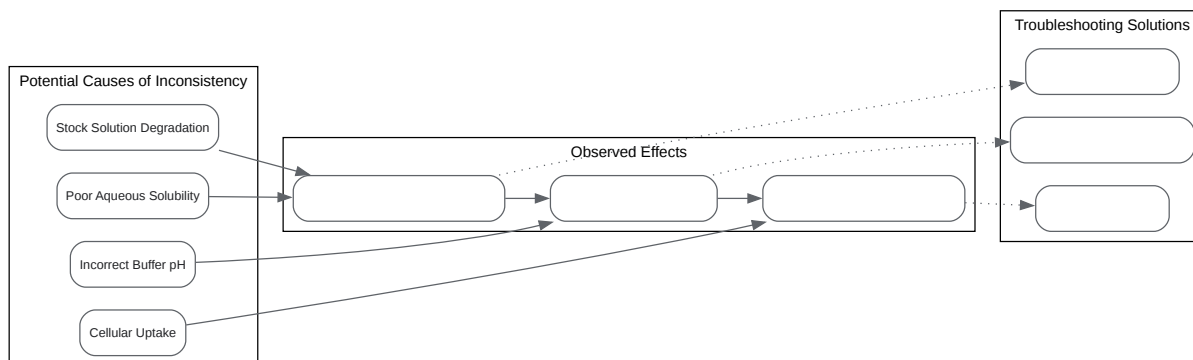 Potential Causes of Inconsistency
Stock Solution Degradation
Poor Aqueous Solubility
Incorrect Buffer pH
Cellular Uptake
Observed Effects
Troubleshooting Solutions